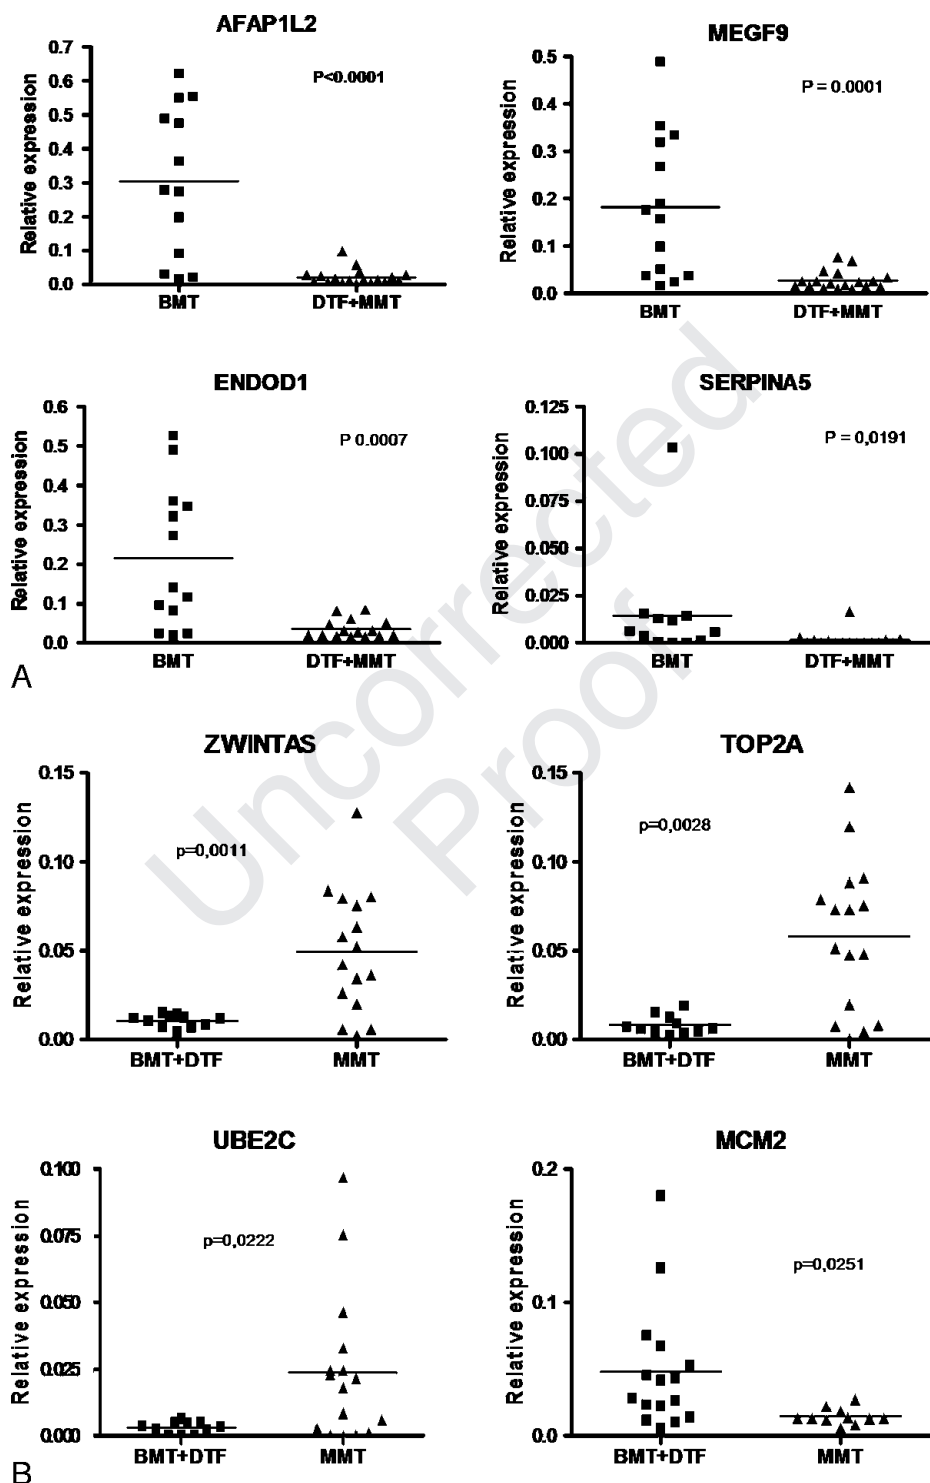 AFAP1L2
MEGF9
Relative expression
0.7
0.6
0.5
0.4
0.3
0.2
0.1
0.0
P<0.0001
BMT
DTF+MMT
Relative expression
0.5
0.4
0.3
0.2
0.1
0.0
P = 0.0001
BMT
DTF+MMT
ENDOD1
SERPINA5
Relative expression
0.6
0.5
0.4
0.3
0.2
0.1
0.0
P 0.0007
BMT
DTF+MMT
Relative expression
0.125
0.100
0.075
0.050
0.025
0.000
P = 0,0191
BMT
DTF+MMT
A
ZWINTAS
TOP2A
Relative expression
0.15
0.10
0.05
0.00
p=0,0011
BMT+DTF
MMT
Relative expression
0.15
0.10
0.05
0.00
p=0,0028
BMT+DTF
MMT
UBE2C
MCM2
Relative expression
0.100
0.075
0.050
0.025
0.000
p=0,0222
BMT+DTF
MMT
Relative expression
0.2
0.1
0.0
p=0,0251
BMT+DTF
MMT
B
Uncorrected
Proof